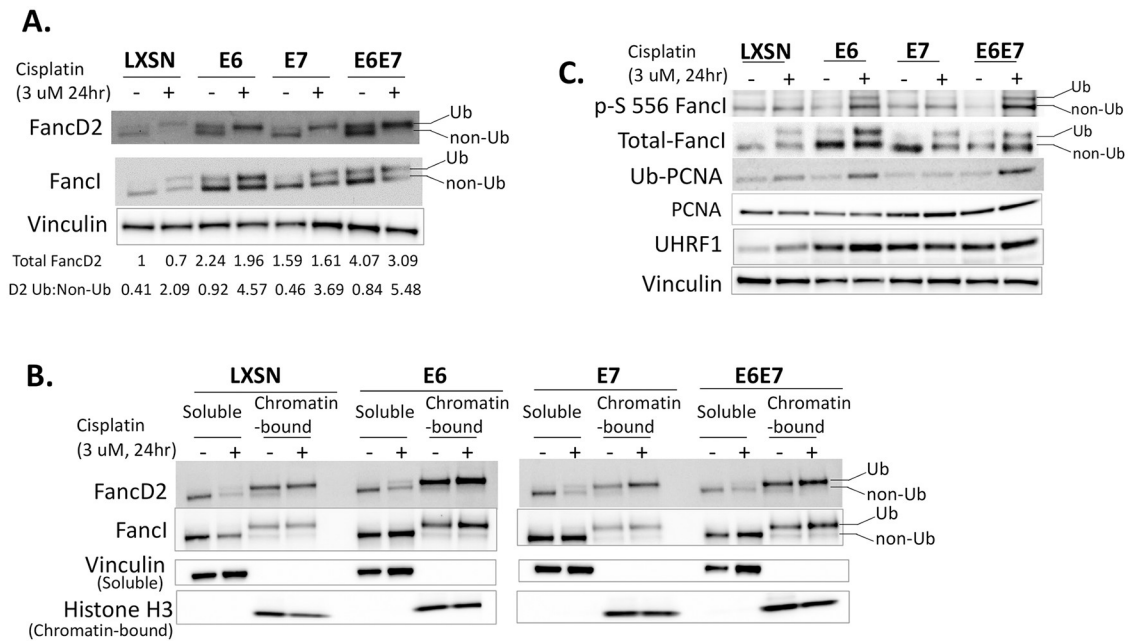 A.
LXSN E6 E7 E6E7
Cisplatin
(3 uM 24hr) - + - + - + - +
FancD2 Ub
non-Ub
FancI Ub
non-Ub
Vinculin
Total FancD2 1 0.7 2.24 1.96 1.59 1.61 4.07 3.09
D2 Ub:Non-Ub 0.41 2.09 0.92 4.57 0.46 3.69 0.84 5.48
C.
LXSN E6 E7 E6E7
Cisplatin
(3 uM, 24hr) - + - + - + - +
p-S 556 FancI Ub
non-Ub
Total-FancI Ub
non-Ub
Ub-PCNA
PCNA
UHRF1
Vinculin
B.
LXSN E6 E7 E6E7
Soluble Chromatin-bound Soluble Chromatin-bound Soluble Chromatin-bound Soluble Chromatin-bound
Cisplatin
(3 uM, 24hr) - + - + - + - + - + - + - + - +
FancD2 Ub
non-Ub
FancI Ub
non-Ub
Vinculin
(Soluble)
Histone H3
(Chromatin-bound)